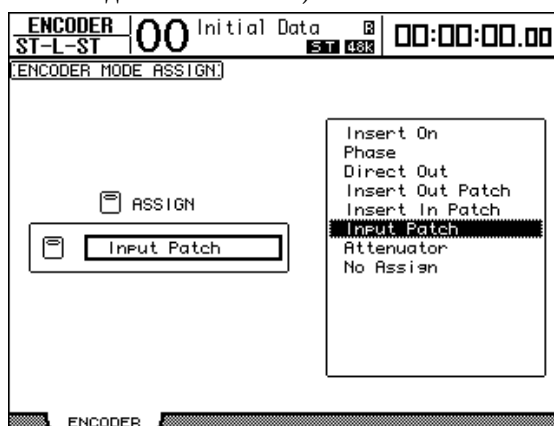 ENCODER
ST-L-ST
00
Initial Data
R
ST 48K
00:00:00.00
ENCODER MODE ASSIGN
ASSIGN
Input Patch
Insert On
Phase
Direct Out
Insert Out Patch
Insert In Patch
Input Patch
Attenuator
No Assign
ENCODER